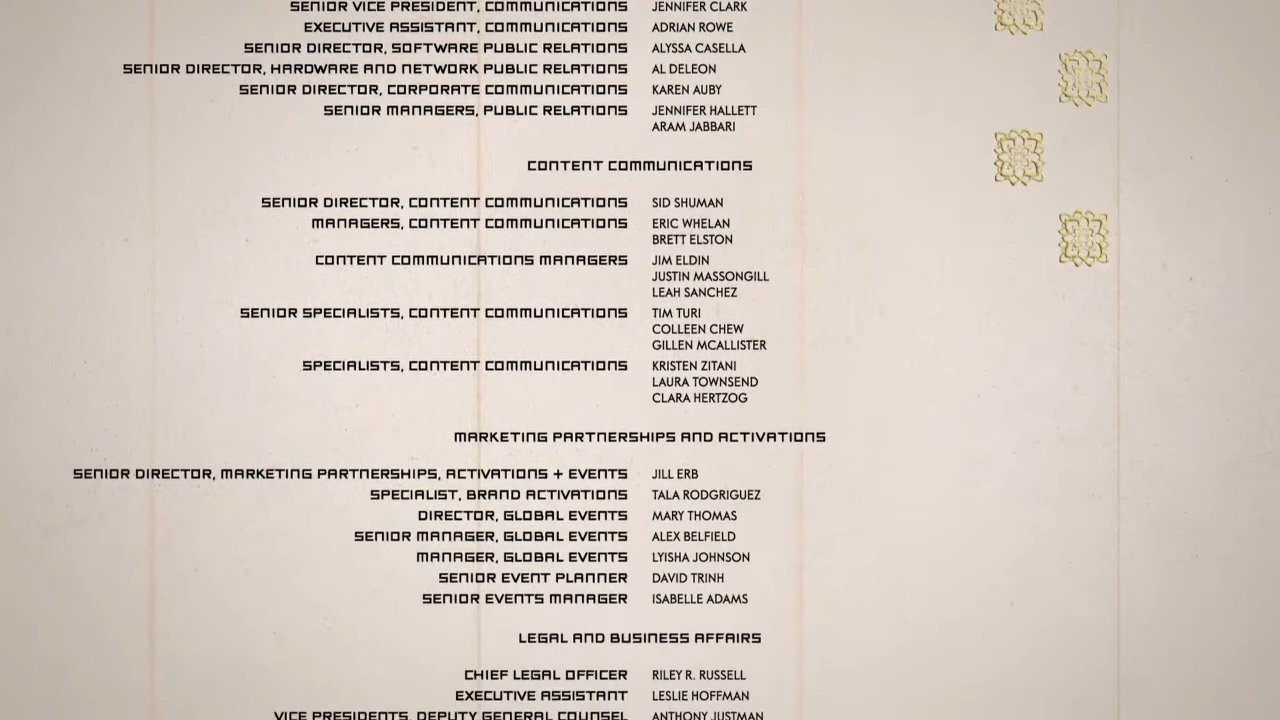 SENIOR VICE PRESIDENT, COMMUNICATIONS JENNIFER CLARK
EXECUTIVE ASSISTANT, COMMUNICATIONS ADRIAN ROWE
SENIOR DIRECTOR, SOFTWARE PUBLIC RELATIONS ALYSSA CASELLA
SENIOR DIRECTOR, HARDWARE AND NETWORK PUBLIC RELATIONS AL DELEON
SENIOR DIRECTOR, CORPORATE COMMUNICATIONS KAREN AUBY
SENIOR MANAGERS, PUBLIC RELATIONS JENNIFER HALLETT
ARAM JABBARI
CONTENT COMMUNICATIONS
SENIOR DIRECTOR, CONTENT COMMUNICATIONS SID SHUMAN
MANAGERS, CONTENT COMMUNICATIONS ERIC WHELAN
BRETT ELSTON
CONTENT COMMUNICATIONS MANAGERS JIM ELDIN
JUSTIN MASSONGILL
LEAH SANCHEZ
SENIOR SPECIALISTS, CONTENT COMMUNICATIONS TIM TURI
COLLEEN CHEW
GILLEN MCALLISTER
SPECIALISTS, CONTENT COMMUNICATIONS KRISTEN ZITANI
LAURA TOWNSEND
CLARA HERTZOG
MARKETING PARTNERSHIPS AND ACTIVATIONS
SENIOR DIRECTOR, MARKETING PARTNERSHIPS, ACTIVATIONS + EVENTS JILL ERB
SPECIALIST, BRAND ACTIVATIONS TALA RODGRIGUEZ
DIRECTOR, GLOBAL EVENTS MARY THOMAS
SENIOR MANAGER, GLOBAL EVENTS ALEX BELFIELD
MANAGER, GLOBAL EVENTS LYISHA JOHNSON
SENIOR EVENT PLANNER DAVID TRINH
SENIOR EVENTS MANAGER ISABELLE ADAMS
LEGAL AND BUSINESS AFFAIRS
CHIEF LEGAL OFFICER RILEY R. RUSSELL
EXECUTIVE ASSISTANT LESLIE HOFFMAN
VICE PRESIDENTS, DEPUTY GENERAL COUNSEL ANTHONY JUSTMAN